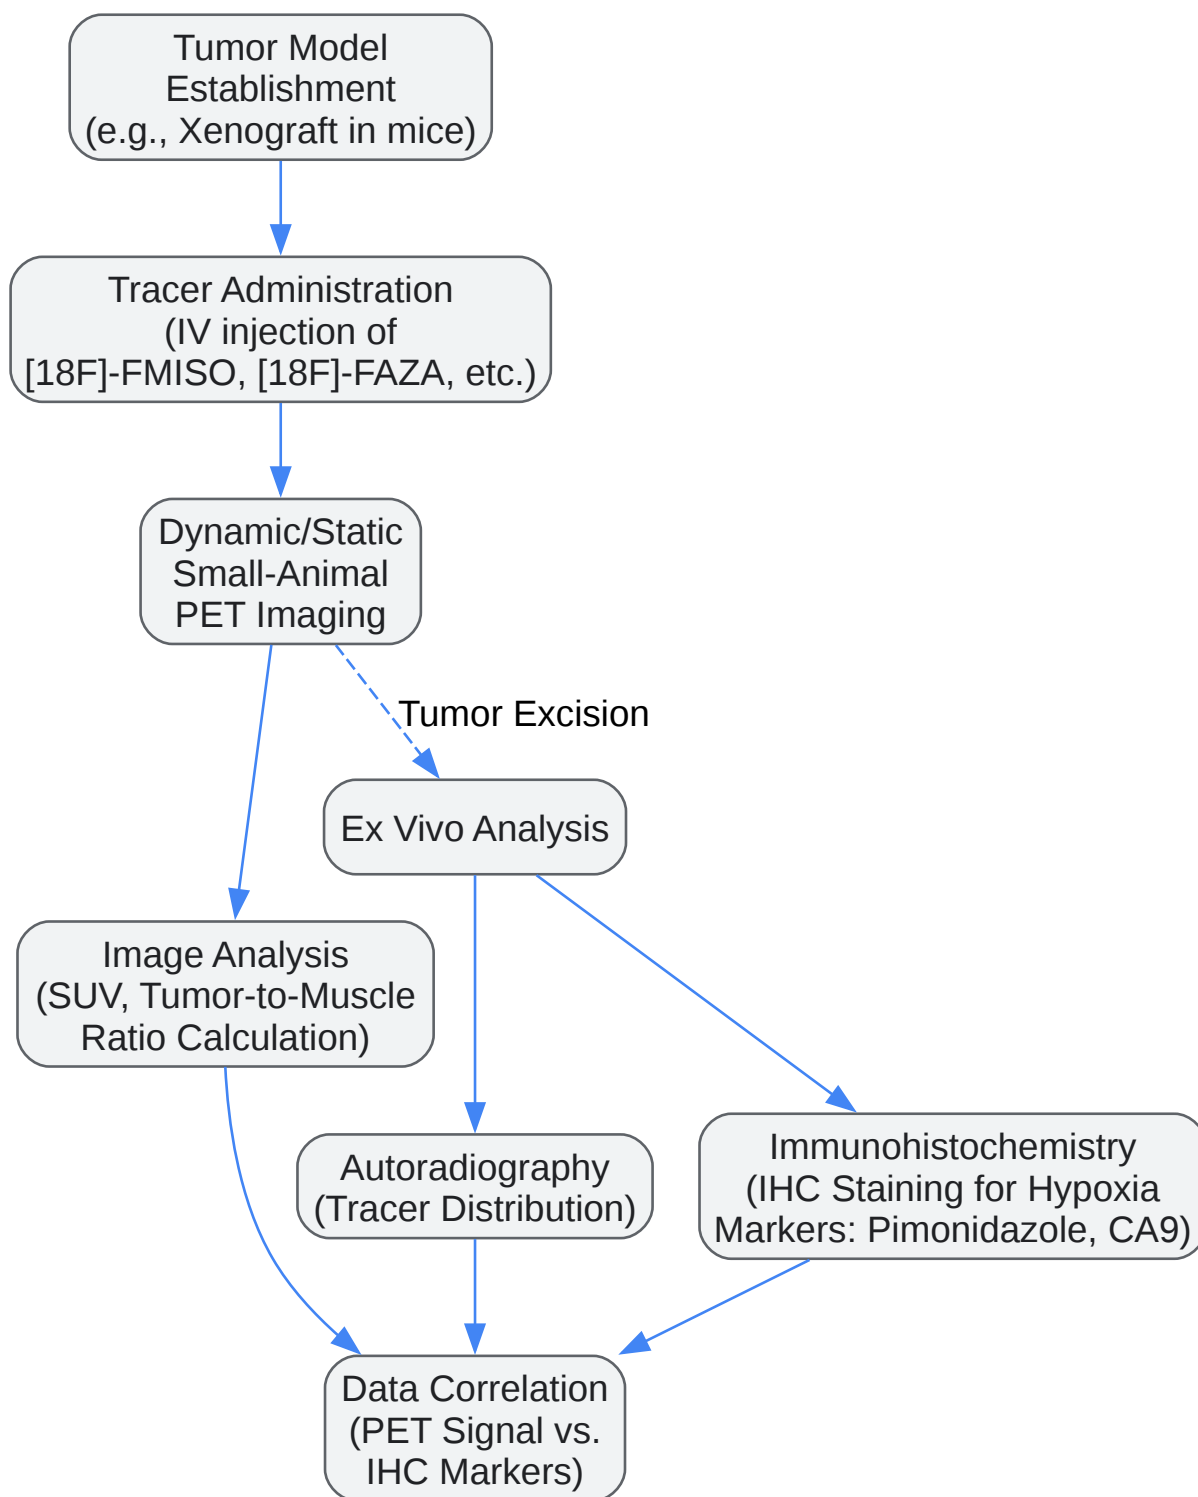 Tumor Model
Establishment
(e.g., Xenograft in mice)
Tracer Administration
(IV injection of
[18F]-FMISO, [18F]-FAZA, etc.)
Dynamic/Static
Small-Animal
PET Imaging
Tumor Excision
Ex Vivo Analysis
Image Analysis
(SUV, Tumor-to-Muscle
Ratio Calculation)
Autoradiography
(Tracer Distribution)
Immunohistochemistry
(IHC Staining for Hypoxia
Markers: Pimonidazole, CA9)
Data Correlation
(PET Signal vs.
IHC Markers)